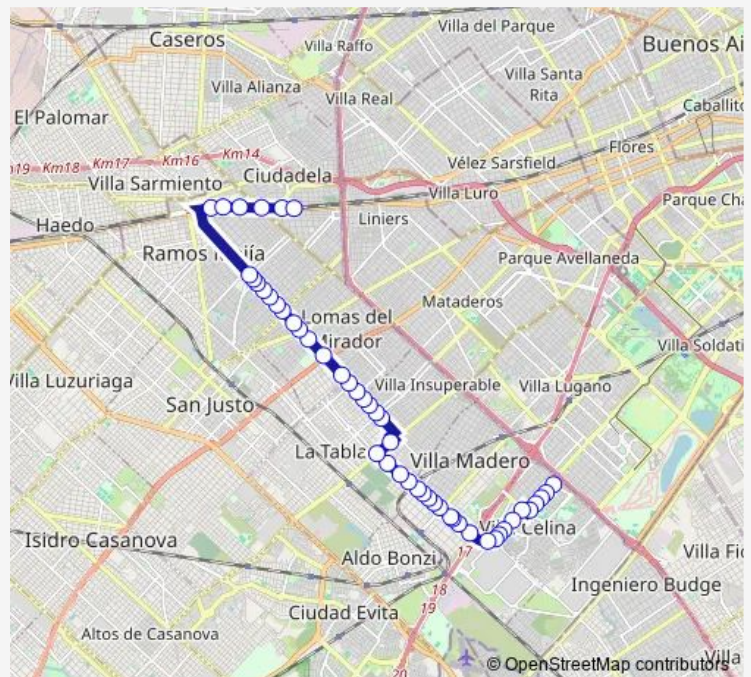 Caseros
Villa Raffo
Villa del Parque
Buenos Ai
Villa Alianza
Villa Santa
Rita
Villa Real
El Palomar
Caballito
Km18 Km17 Km16 Km14
Flores
Vélez Sarsfield
Villa Sarmiento
Ciudadela
Villa Luro
Parque Cha
Haedo
Liniers
Ramos
Parque Avellaneda
Mataderos
Lomas del
Mirador
Villa Soldati
Villa Luzuriaga
Villa Insuperable
Villa Lugano
San Justo
La Tabla
Villa Madero
Celina
Isidro Casanova
Aldo Bonzi
17
Villa Fio
18
Ingeniero Budge
Ciudad Evita
19
Altos de Casanova
20
Villa
© OpenStreetMap contributors